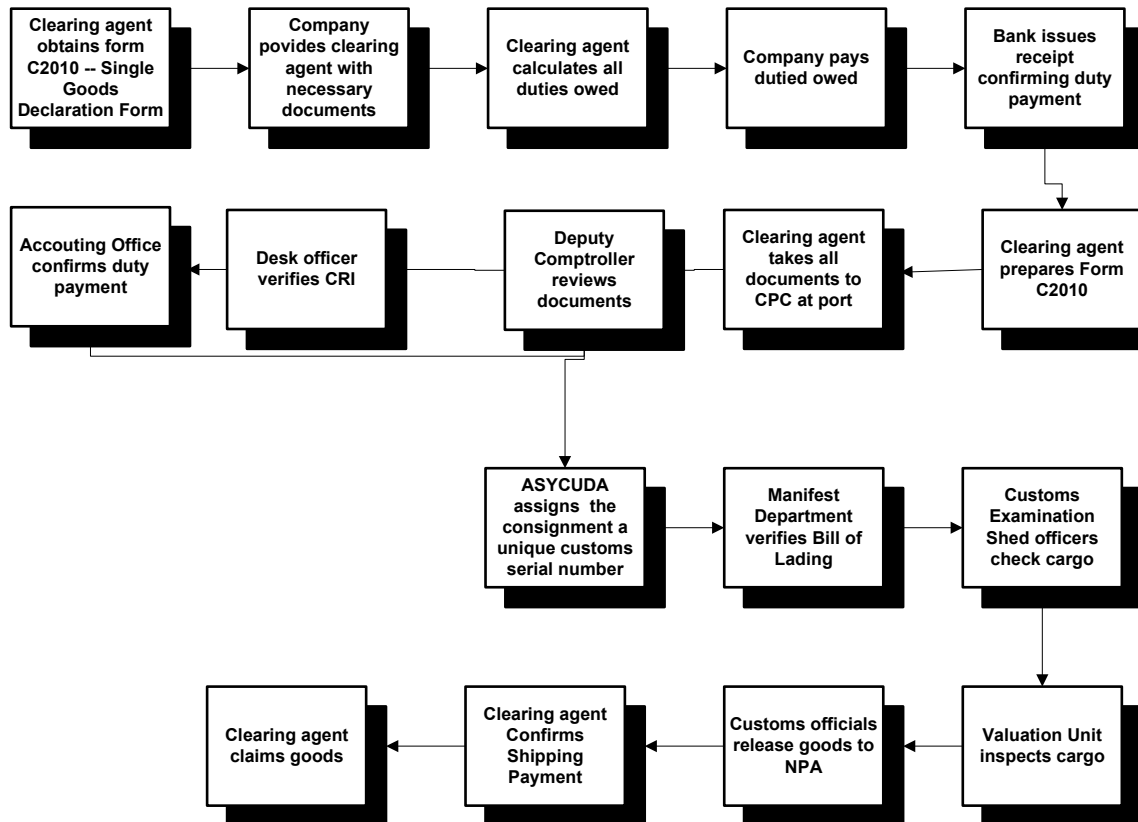 Clearing agent
obtains form
C2010 -- Single
Goods
Declaration Form
Company
povides clearing
agent with
necessary
documents
Clearing agent
calculates all
duties owed
Company pays
dutied owed
Bank issues
receipt
confirming duty
payment
Clearing agent
prepares Form
C2010
Clearing agent
takes all
documents to
CPC at port
Deputy
Comptroller
reviews
documents
Desk officer
verifies CRI
Accouting Office
confirms duty
payment
ASYCUDA
assigns the
consignment a
unique customs
serial number
Manifest
Department
verifies Bill of
Lading
Customs
Examination
Shed officers
check cargo
Valuation Unit
inspects cargo
Customs officials
release goods to
NPA
Clearing agent
Confirms
Shipping
Payment
Clearing agent
claims goods